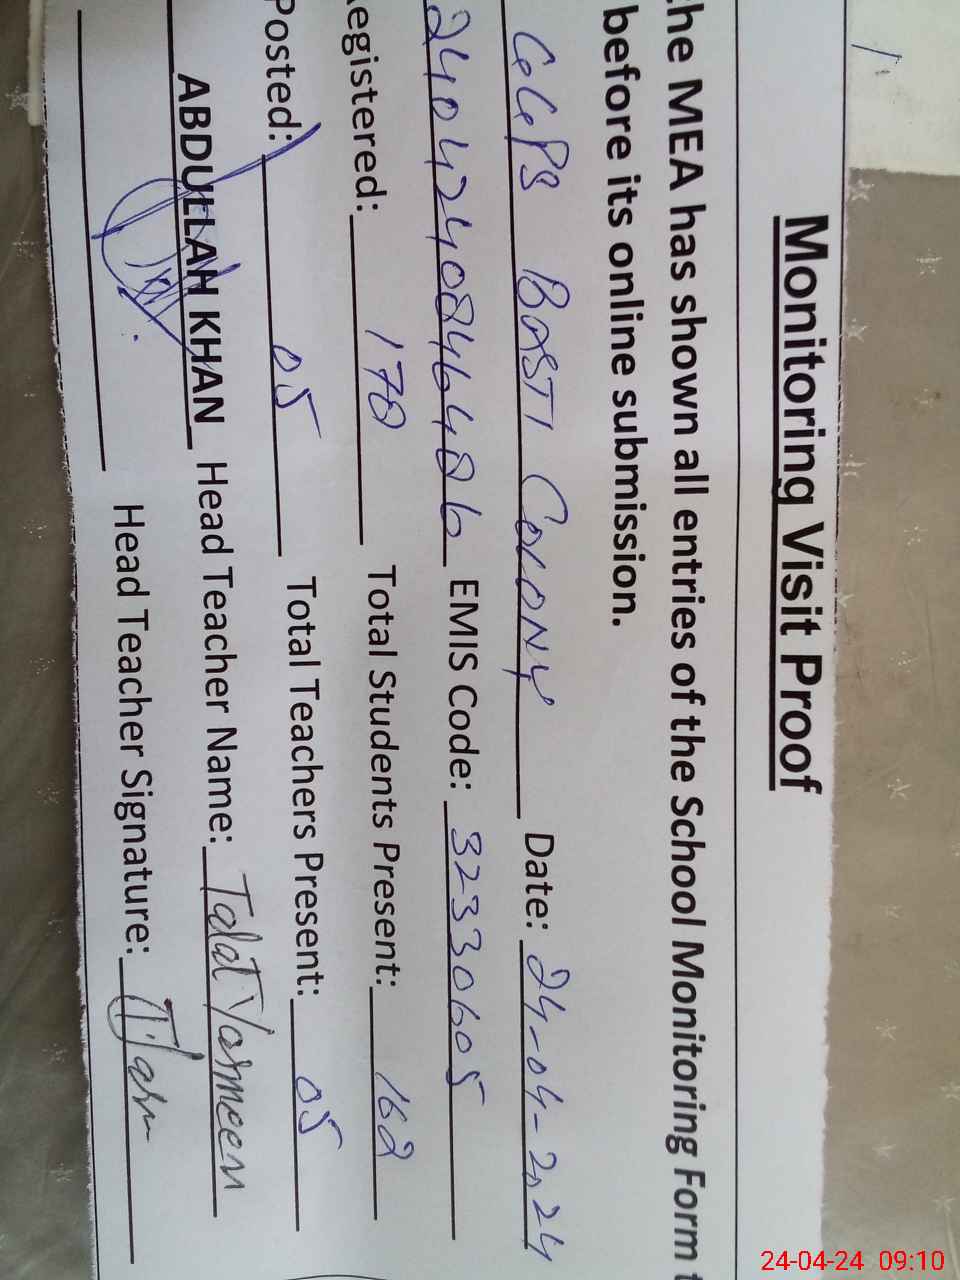 Monitoring Visit Proof
the MEA has shown all entries of the School Monitoring Form t
before its online submission.
GGPS BASTI COLONY Date: 24-04-2024
EMIS Code: 32330605
egistered: 170 Total Students Present: 162
Posted: 05 Total Teachers Present: 05
ABDULLAH KHAN Head Teacher Name: Talat Yasmeen
Head Teacher Signature:
24-04-24 09:10